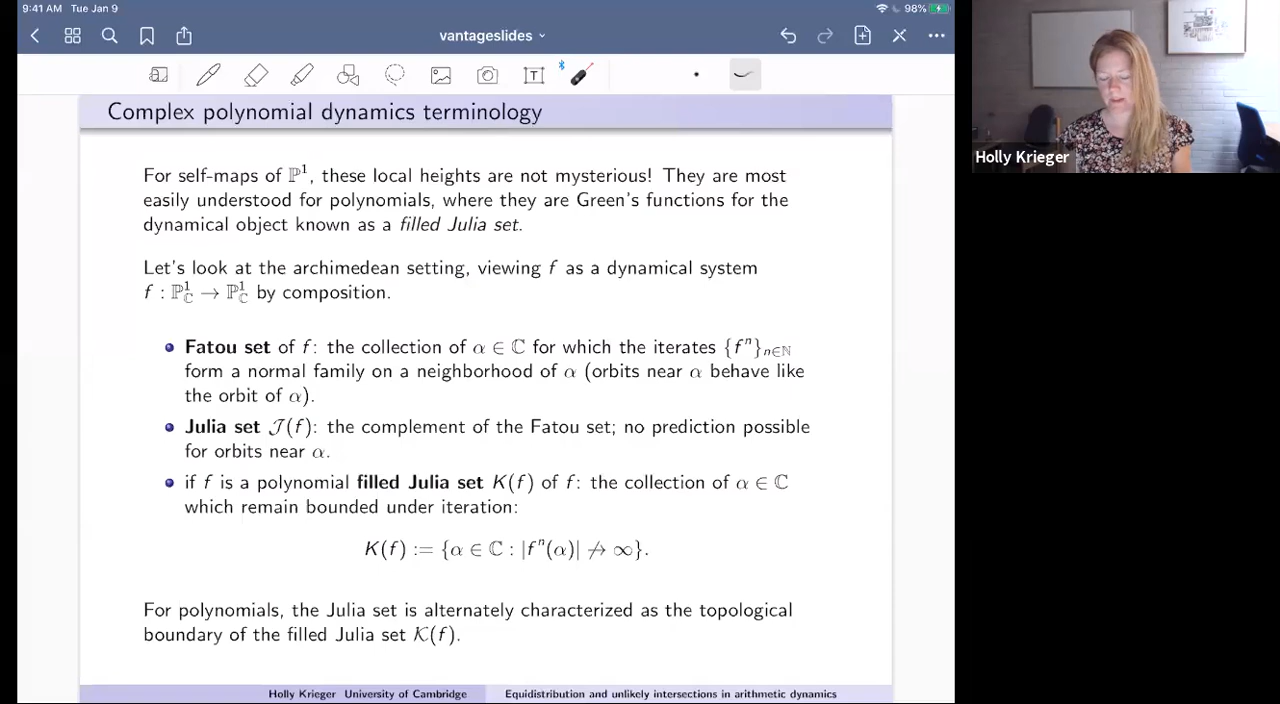 9:41 AM Tue Jan 9
98%
vantageslides
T
Complex polynomial dynamics terminology
Holly Krieger
For self-maps of ℙ¹, these local heights are not mysterious! They are most
easily understood for polynomials, where they are Green's functions for the
dynamical object known as a filled Julia set.
Let's look at the archimedean setting, viewing f as a dynamical system
f : ℙ¹_ℂ → ℙ¹_ℂ by composition.
• Fatou set of f: the collection of α ∈ ℂ for which the iterates {fⁿ}_{n∈ℕ}
form a normal family on a neighborhood of α (orbits near α behave like
the orbit of α).
• Julia set 𝒥(f): the complement of the Fatou set; no prediction possible
for orbits near α.
• if f is a polynomial filled Julia set K(f) of f: the collection of α ∈ ℂ
which remain bounded under iteration:
K(f) := {α ∈ ℂ : |fⁿ(α)| ↛ ∞}.
For polynomials, the Julia set is alternately characterized as the topological
boundary of the filled Julia set 𝒦(f).
Holly Krieger University of Cambridge
Equidistribution and unlikely intersections in arithmetic dynamics